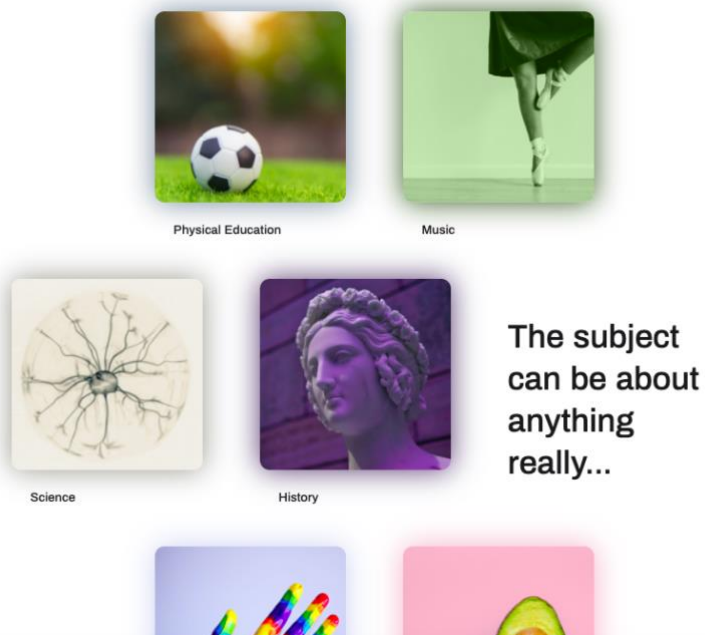 Physical Education
Music
The subject
can be about
anything
really...
Science
History